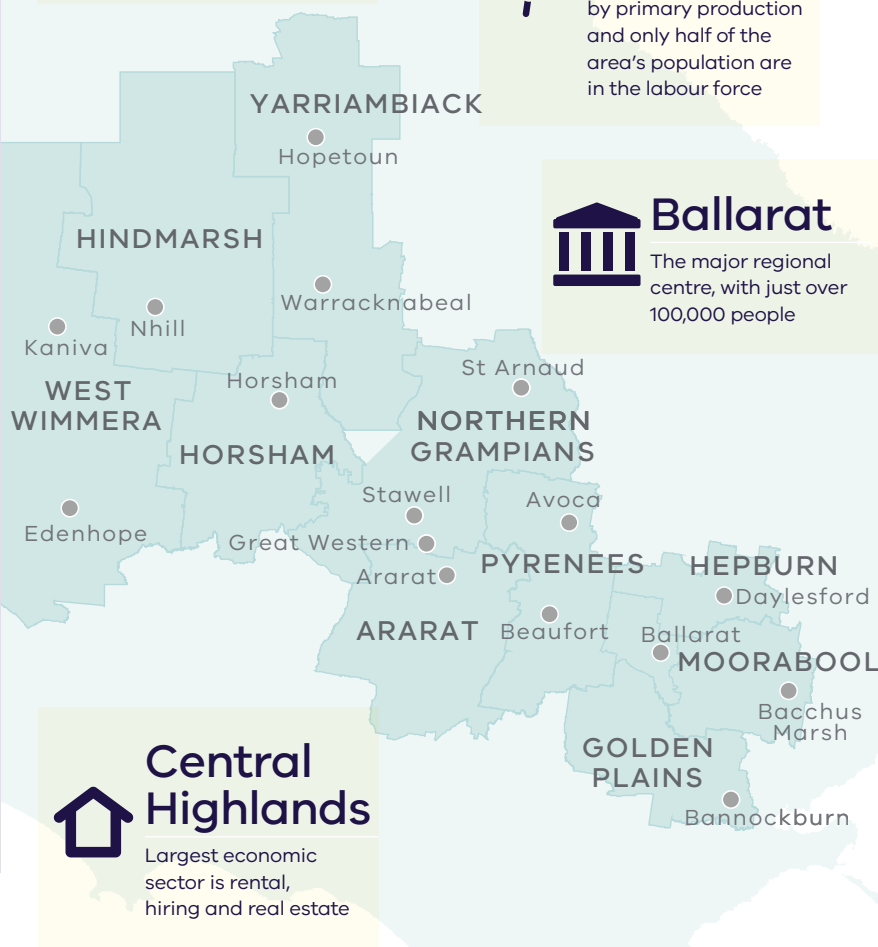 by primary production
and only half of the
area's population are
in the labour force
YARRIAMBIACK
Hopetoun
Ballarat
The major regional
centre, with just over
100,000 people
HINDMARSH
Warracknabeal
Nhill
Kaniva
St Arnaud
Horsham
WEST
WIMMERA
NORTHERN
GRAMPIANS
HORSHAM
Stawell
Avoca
Edenhope
Great Western
PYRENEES
HEPBURN
Ararat
Daylesford
ARARAT
Beaufort
Ballarat
MOORABOOL
Bacchus
Marsh
GOLDEN
PLAINS
Bannockburn
Central
Highlands
Largest economic
sector is rental,
hiring and real estate